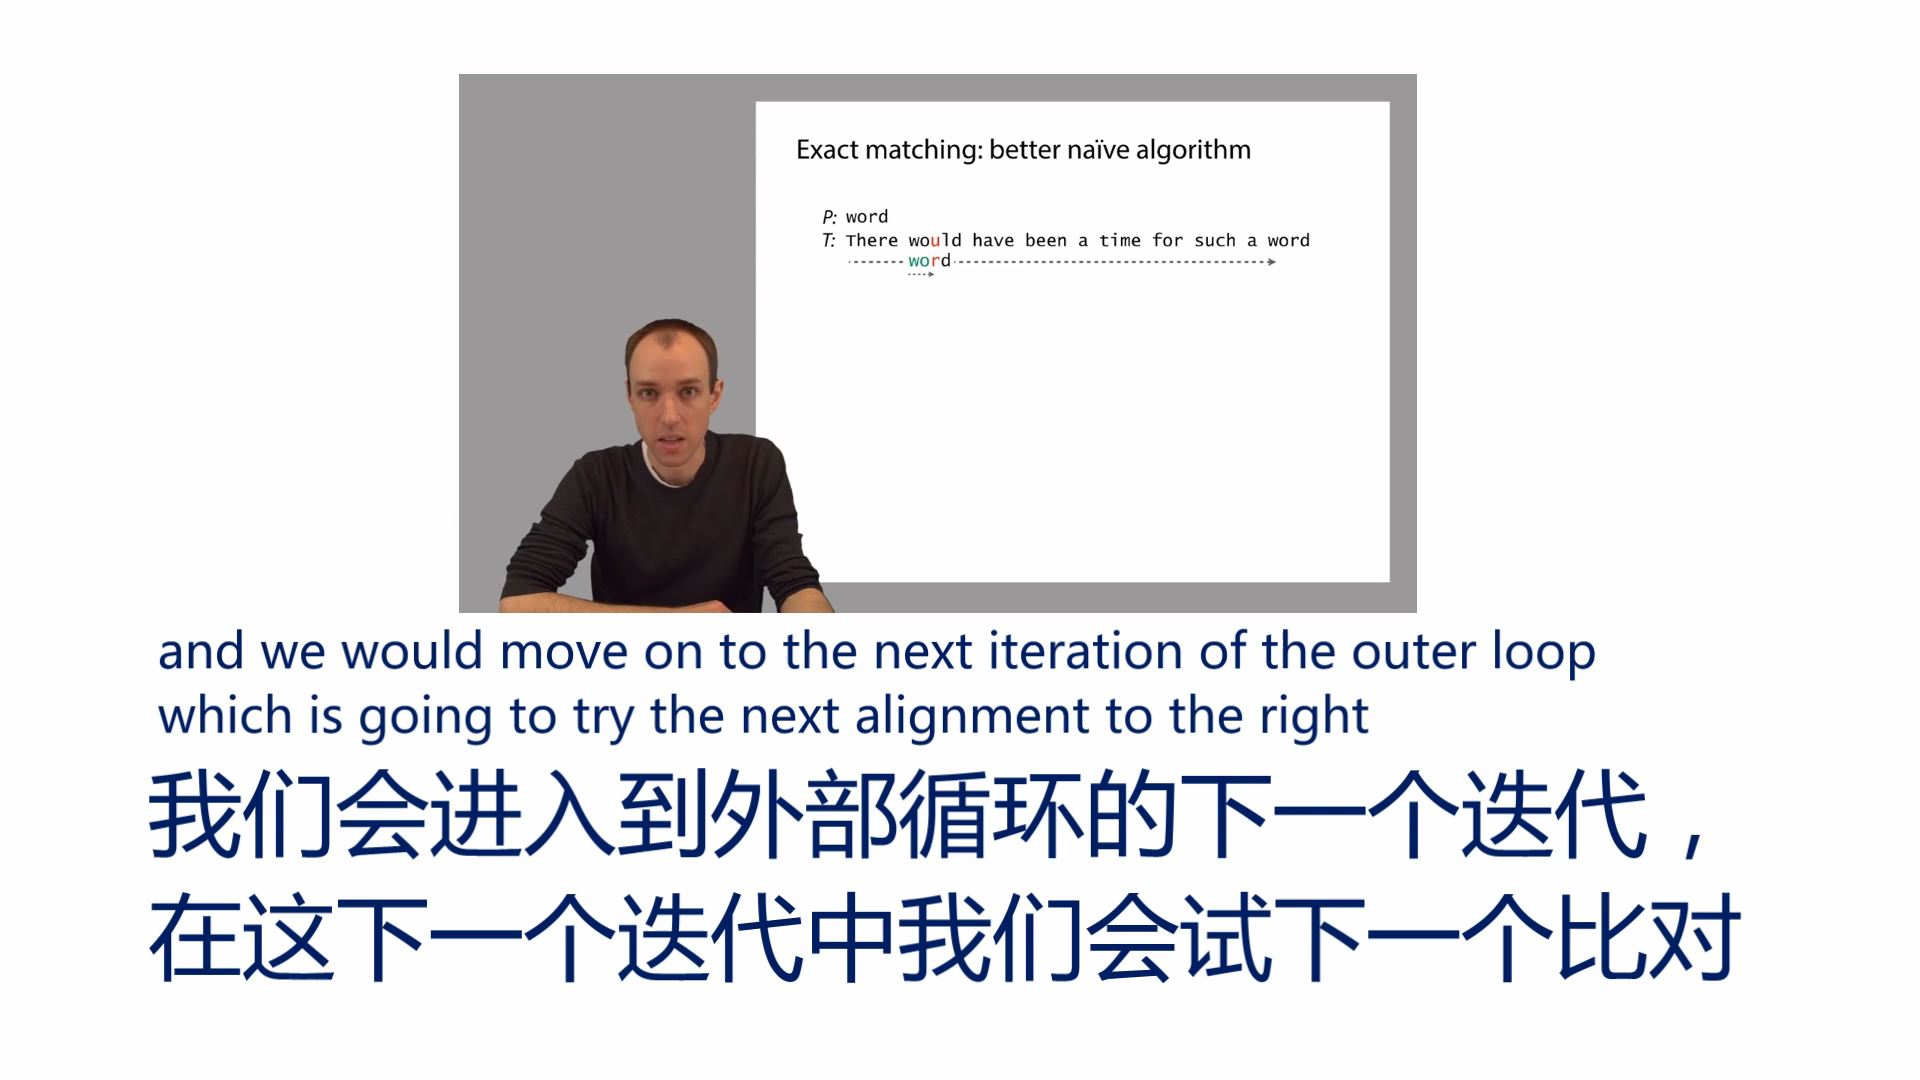 Exact matching: better naïve algorithm
P: word
T: There would have been a time for such a word
word
and we would move on to the next iteration of the outer loop
which is going to try the next alignment to the right
我们会进入到外部循环的下一个迭代，
在这下一个迭代中我们会试下一个比对